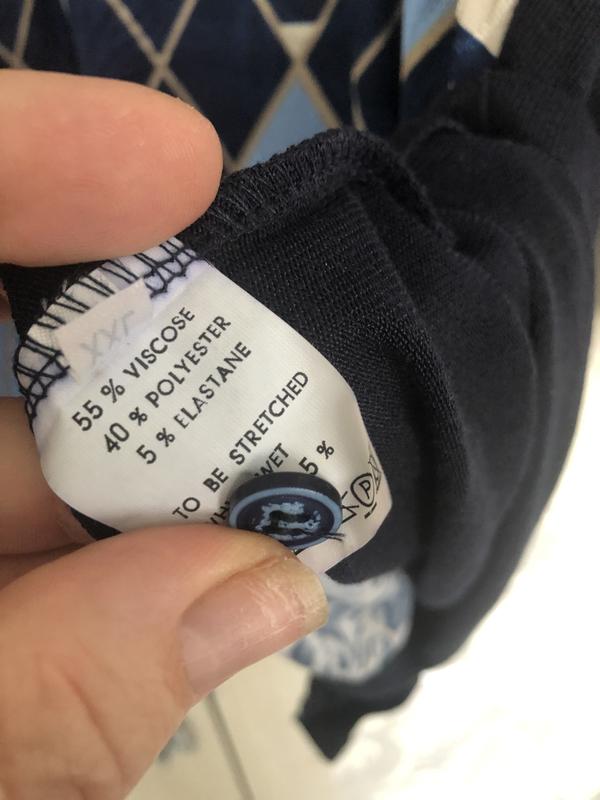 XXL
55 % VISCOSE
40 % POLYESTER
5 % ELASTANE
TO BE STRETCHED
WET
5 %
P